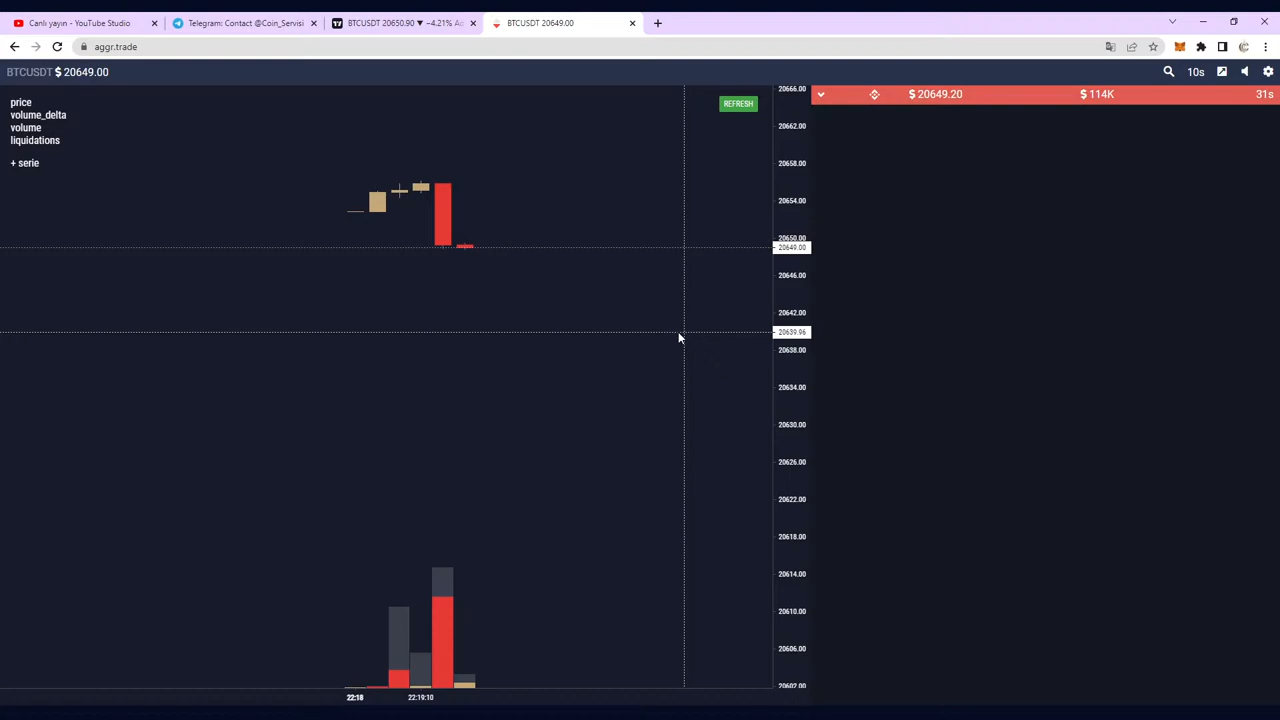 Canlı yayın - YouTube Studio
Telegram: Contact @Coin_Servisi
BTCUSDT 20650.90 ▼ −4.21% A
BTCUSDT 20649.00
aggr.trade
BTCUSDT $ 20649.00
10s
price
volume_delta
volume
liquidations
+ serie
REFRESH
20666.00
20662.00
20658.00
20654.00
20650.00
20649.00
20646.00
20642.00
20639.96
20638.00
20634.00
20630.00
20626.00
20622.00
20618.00
20614.00
20610.00
20606.00
20602.00
22:18
22:19:10
$ 20649.20
$ 114K
31s